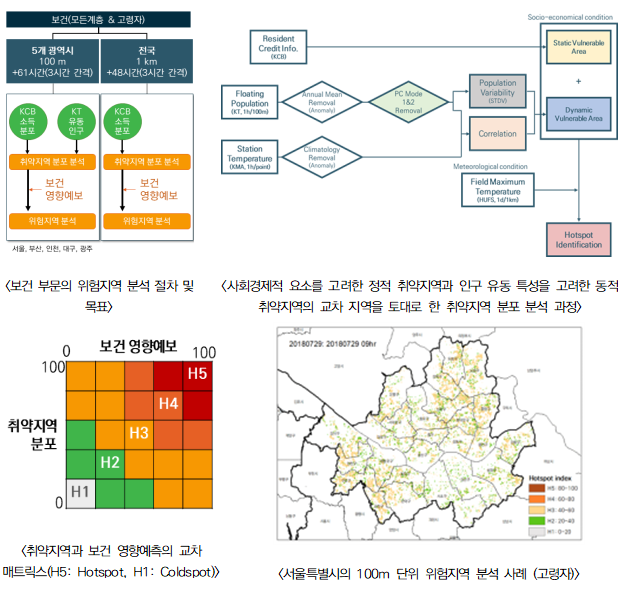 보건(모든계층 & 고령자)
5개 광역시
100 m
+61시간(3시간 간격)
전국
1 km
+48시간(3시간 간격)
KCB
소득
분포
KT
유동
인구
KCB
소득
분포
취약지역 분포 분석
취약지역 분포 분석
보건
영향예보
보건
영향예보
위험지역 분석
위험지역 분석
서울, 부산, 인천, 대구, 광주
<보건 부문의 위험지역 분석 절차 및
목표>
Socio-economical condition
Resident
Credit Info.
(KCB)
Static Vulnerable
Area
+
Floating
Population
(KT, 1h/100m)
Annual Mean
Removal
(Anomaly)
PC Mode
1&2
Removal
Population
Variability
(STDV)
Dynamic
Vulnerable Area
Correlation
Station
Temperature
(KMA, 1h/point)
Climatology
Removal
(Anomaly)
Meteorological condition
Field Maximum
Temperature
(HUFS, 1d/1km)
Hotspot
Identification
<사회경제적 요소를 고려한 정적 취약지역과 인구 유동 특성을 고려한 동적
취약지역의 교차 지역을 토대로 한 취약지역 분포 분석 과정>
보건 영향예보
0 100
100
취약지역
분포
0
H5
H4
H3
H2
H1
<취약지역과 보건 영향예측의 교차
매트릭스(H5: Hotspot, H1: Coldspot)>
20180729: 20180729 09hr
Hotspot index
H5: 80-100
H4: 60-80
H3: 40-60
H2: 20-40
H1: 0-20
<서울특별시의 100m 단위 위험지역 분석 사례 (고령자)>